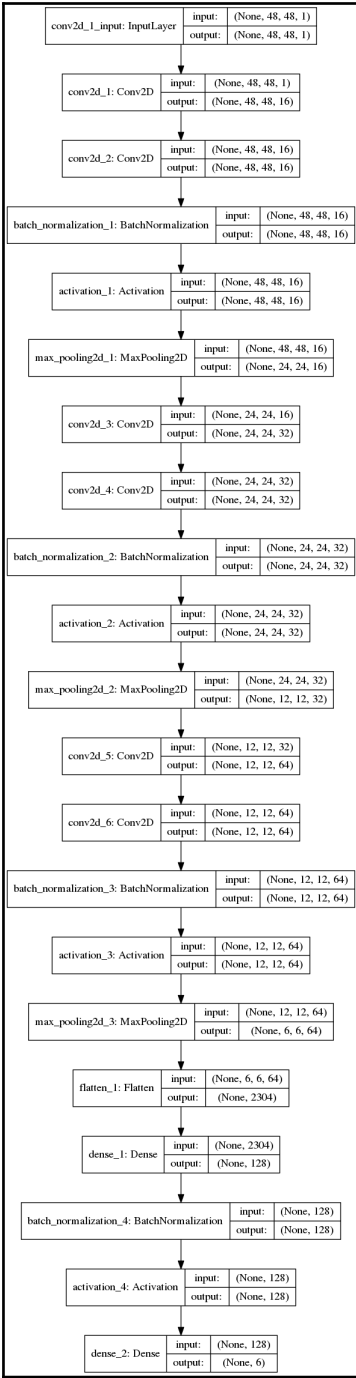 conv2d_1_input: InputLayer input: (None, 48, 48, 1)
output: (None, 48, 48, 1)
conv2d_1: Conv2D input: (None, 48, 48, 1)
output: (None, 48, 48, 16)
conv2d_2: Conv2D input: (None, 48, 48, 16)
output: (None, 48, 48, 16)
batch_normalization_1: BatchNormalization input: (None, 48, 48, 16)
output: (None, 48, 48, 16)
activation_1: Activation input: (None, 48, 48, 16)
output: (None, 48, 48, 16)
max_pooling2d_1: MaxPooling2D input: (None, 48, 48, 16)
output: (None, 24, 24, 16)
conv2d_3: Conv2D input: (None, 24, 24, 16)
output: (None, 24, 24, 32)
conv2d_4: Conv2D input: (None, 24, 24, 32)
output: (None, 24, 24, 32)
batch_normalization_2: BatchNormalization input: (None, 24, 24, 32)
output: (None, 24, 24, 32)
activation_2: Activation input: (None, 24, 24, 32)
output: (None, 24, 24, 32)
max_pooling2d_2: MaxPooling2D input: (None, 24, 24, 32)
output: (None, 12, 12, 32)
conv2d_5: Conv2D input: (None, 12, 12, 32)
output: (None, 12, 12, 64)
conv2d_6: Conv2D input: (None, 12, 12, 64)
output: (None, 12, 12, 64)
batch_normalization_3: BatchNormalization input: (None, 12, 12, 64)
output: (None, 12, 12, 64)
activation_3: Activation input: (None, 12, 12, 64)
output: (None, 12, 12, 64)
max_pooling2d_3: MaxPooling2D input: (None, 12, 12, 64)
output: (None, 6, 6, 64)
flatten_1: Flatten input: (None, 6, 6, 64)
output: (None, 2304)
dense_1: Dense input: (None, 2304)
output: (None, 128)
batch_normalization_4: BatchNormalization input: (None, 128)
output: (None, 128)
activation_4: Activation input: (None, 128)
output: (None, 128)
dense_2: Dense input: (None, 128)
output: (None, 6)